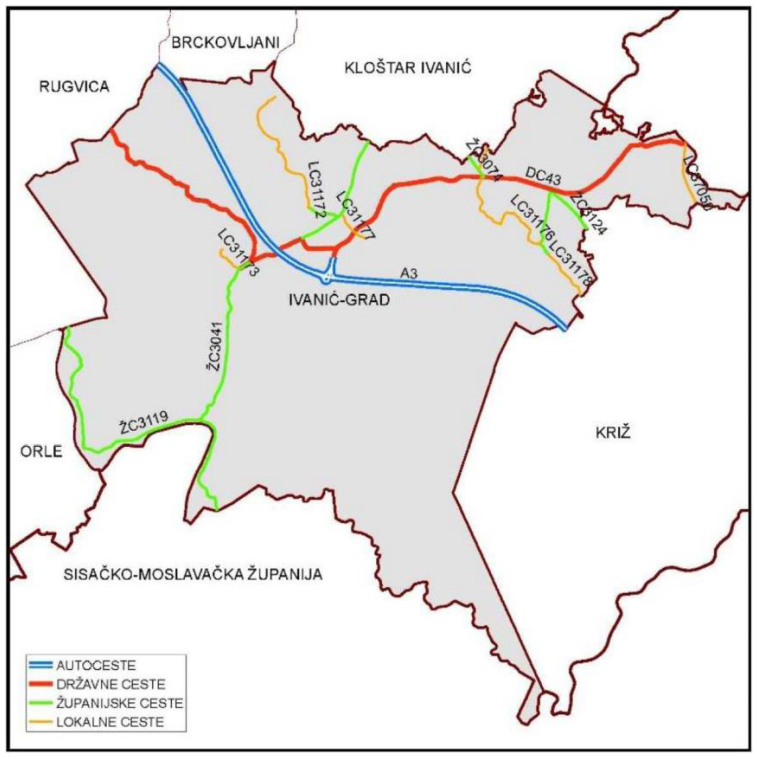 BRCKOVLJANI
KLOŠTAR IVANIĆ
RUGVICA
ŽC3074
DC43
LC37050
LC31172
LC31177
LC31176
ŽC3124
LC31173
LC31178
A3
IVANIĆ-GRAD
ŽC3041
ŽC3119
KRIŽ
ORLE
SISAČKO-MOSLAVAČKA ŽUPANIJA
AUTOCESTE
DRŽAVNE CESTE
ŽUPANIJSKE CESTE
LOKALNE CESTE